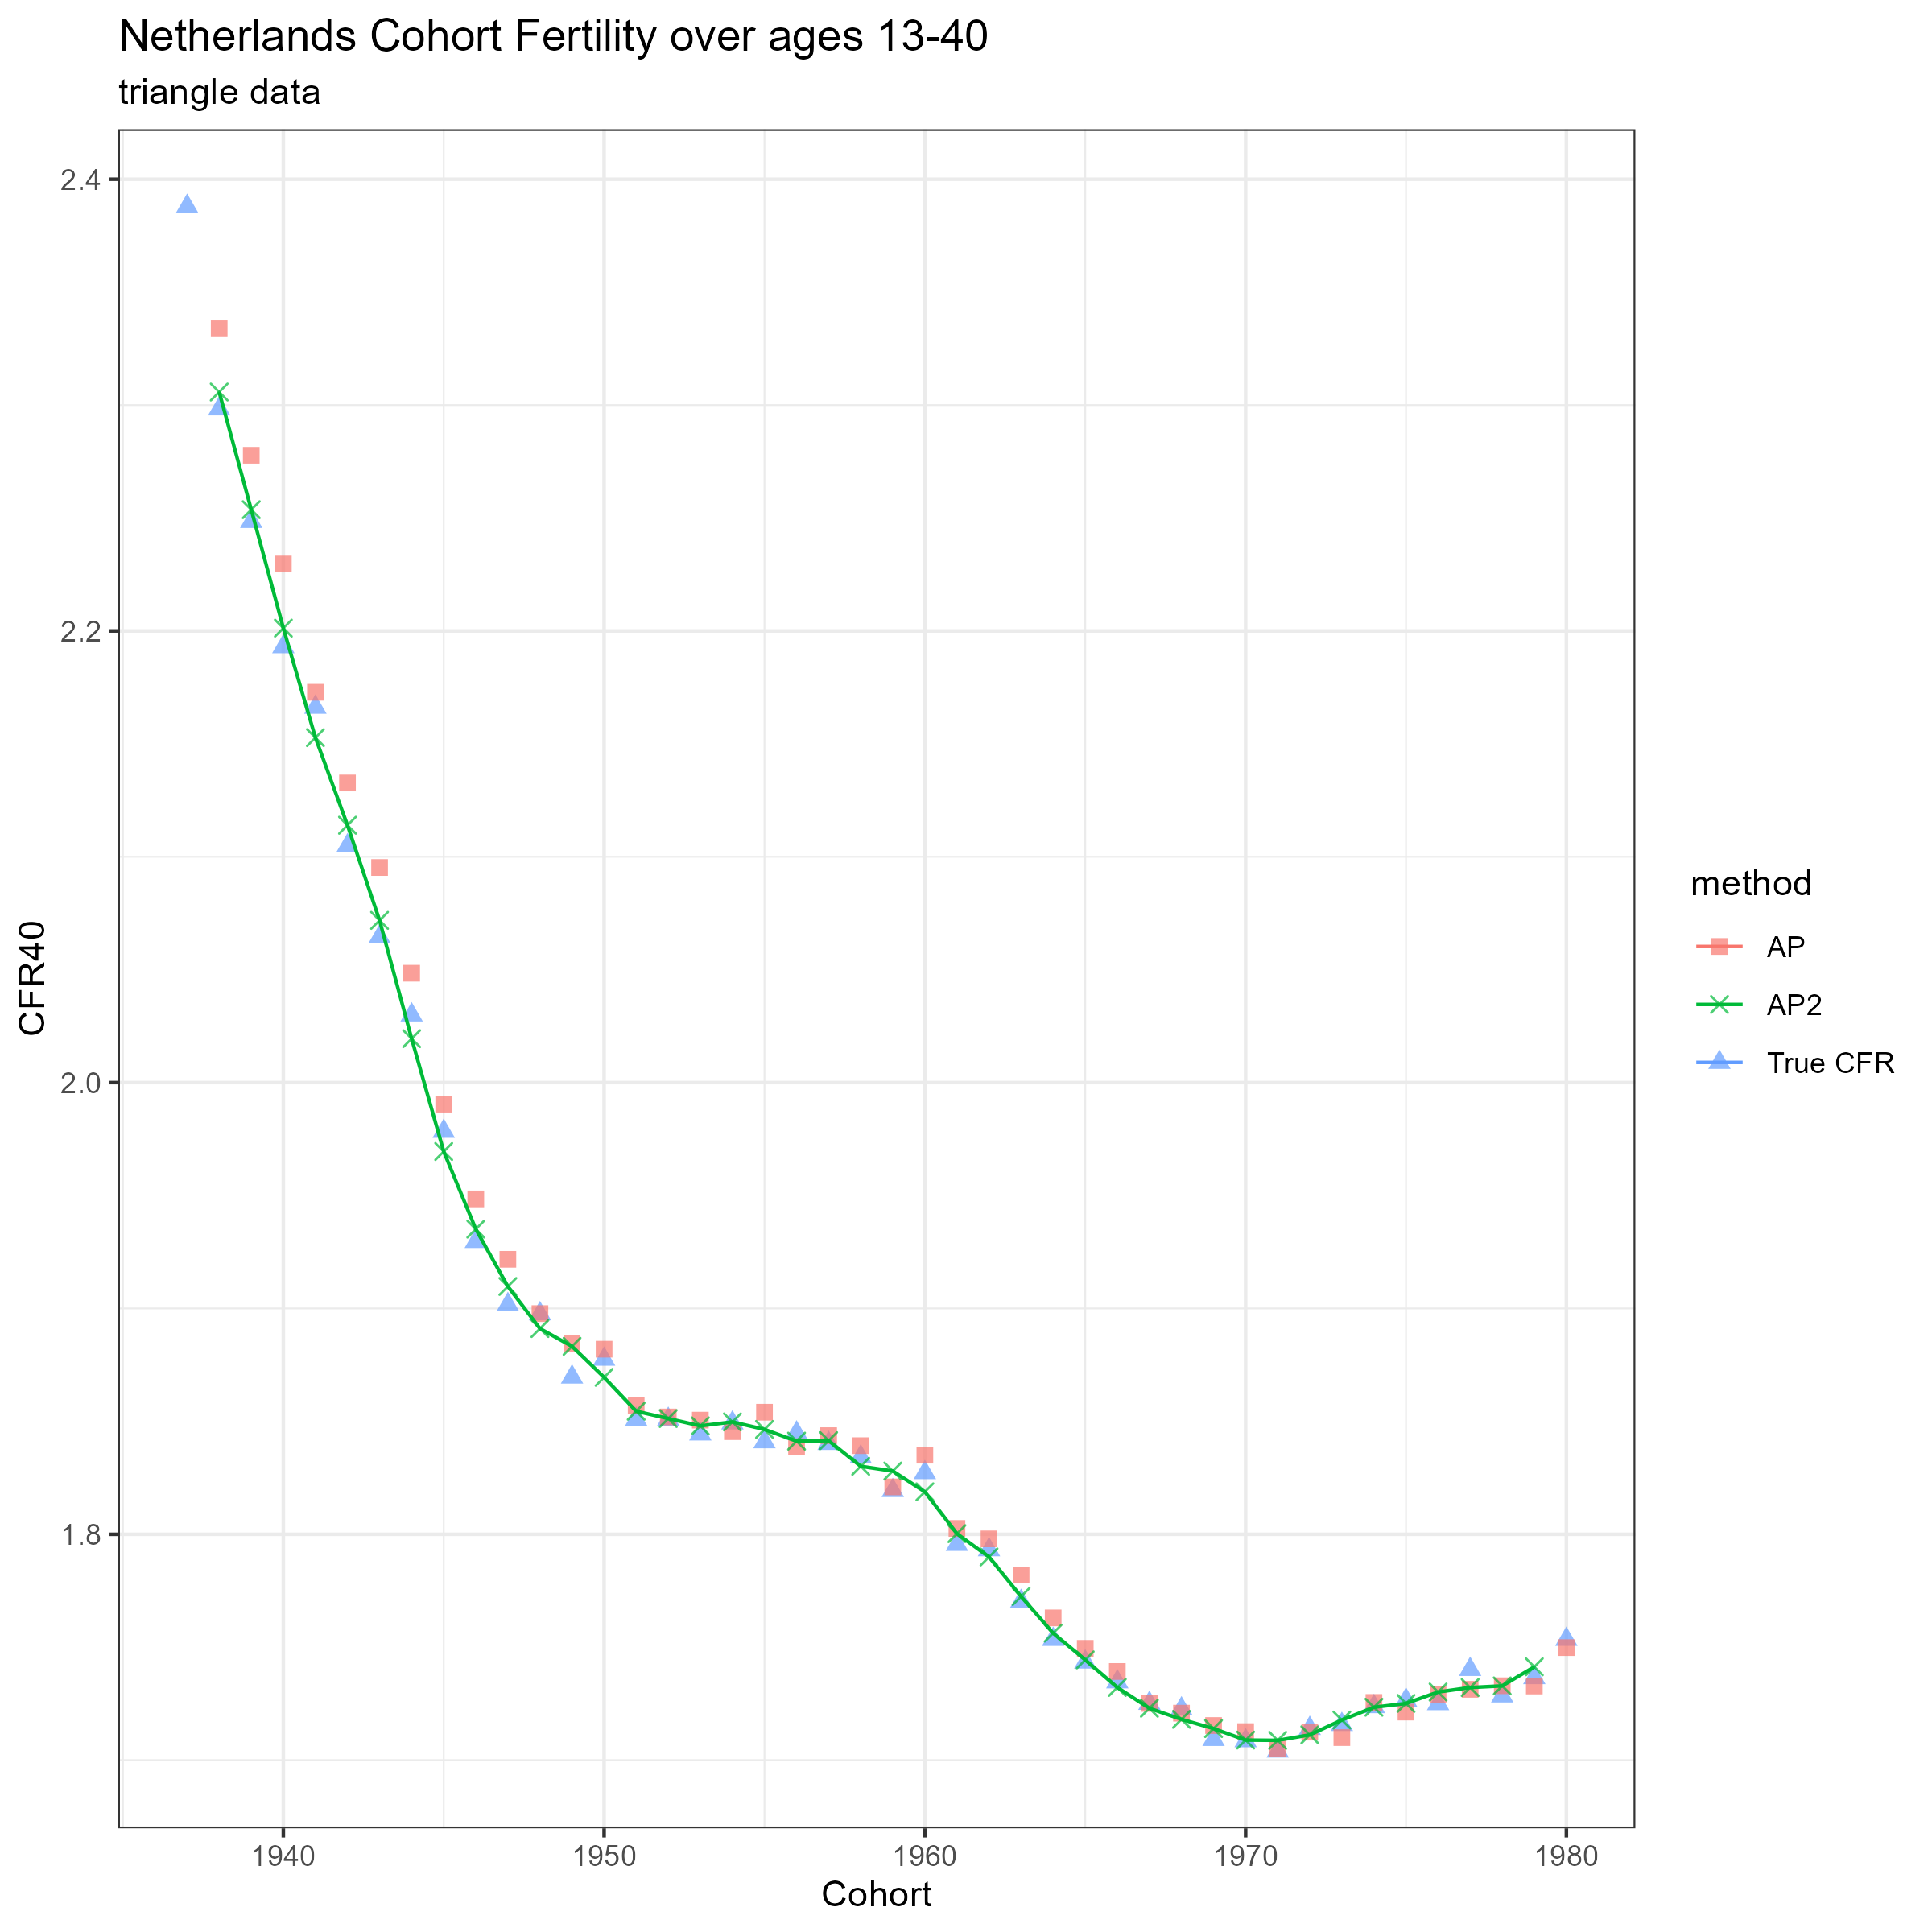 Netherlands Cohort Fertility over ages 13-40
triangle data
2.4
2.2
2.0
1.8
CFR40
1940 1950 1960 1970 1980
Cohort
method
AP
AP2
True CFR